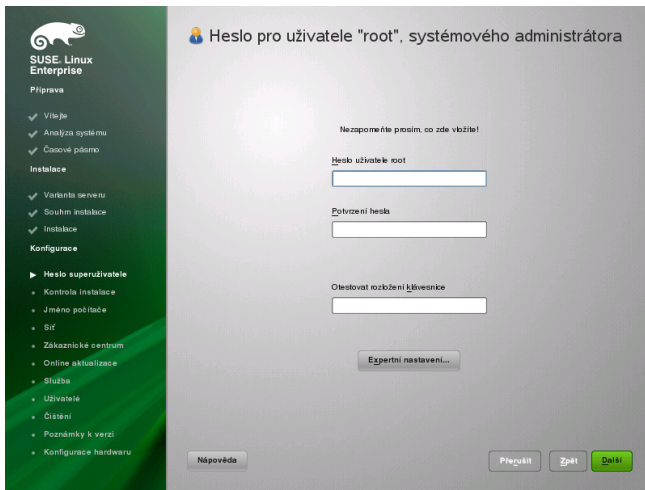 SUSE. Linux
Enterprise
Příprava
Vítejte
Analýza systému
Časové pásmo
Instalace
Varianta serveru
Souhrn instalace
Instalace
Konfigurace
Heslo superuživatele
Kontrola instalace
Jméno počítače
Síť
Zákaznické centrum
Online aktualizace
Služba
Uživatelé
Čištění
Poznámky k verzi
Konfigurace hardwaru
Heslo pro uživatele "root", systémového administrátora
Nezapomeňte prosím, co zde vložíte!
Heslo uživatele root
Potvrzení hesla
Otestovat rozložení klávesnice
Expertní nastavení...
Nápověda
Přerušit
Zpět
Další